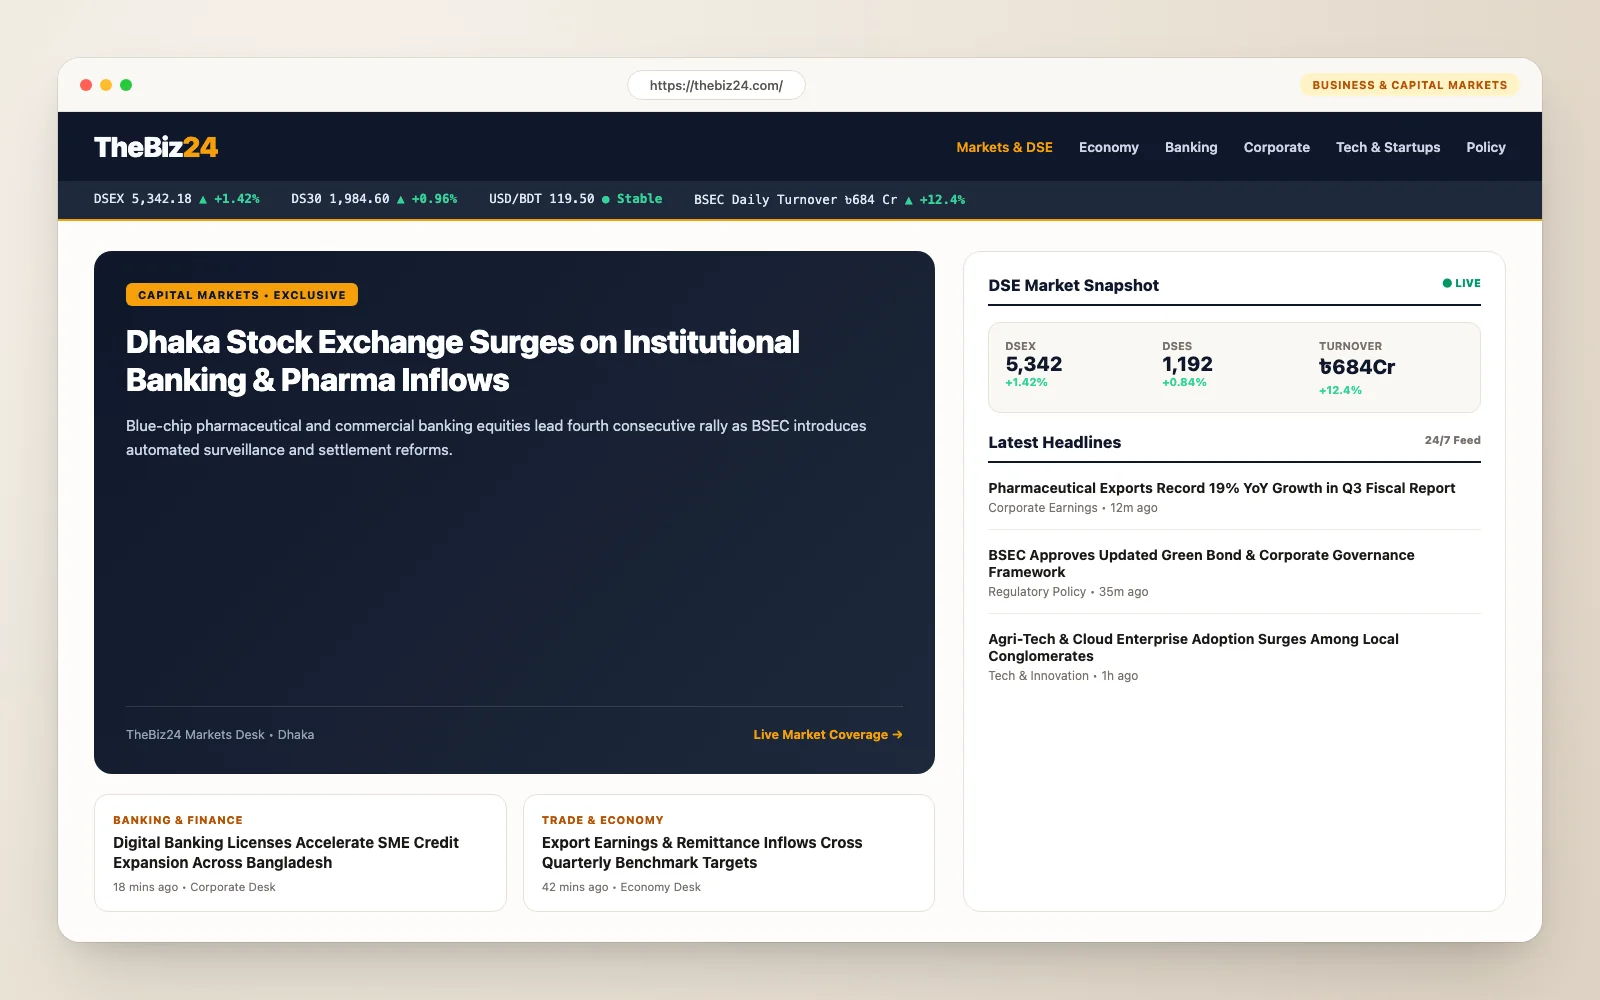 https://thebiz24.com/
BUSINESS & CAPITAL MARKETS
TheBiz24
Markets & DSE
Economy
Banking
Corporate
Tech & Startups
Policy
DSEX 5,342.18 ▲ +1.42%
DS30 1,984.60 ▲ +0.96%
USD/BDT 119.50 ● Stable
BSEC Daily Turnover ৳684 Cr ▲ +12.4%
CAPITAL MARKETS • EXCLUSIVE
Dhaka Stock Exchange Surges on Institutional
Banking & Pharma Inflows
Blue-chip pharmaceutical and commercial banking equities lead fourth consecutive rally as BSEC introduces
automated surveillance and settlement reforms.
TheBiz24 Markets Desk • Dhaka
Live Market Coverage →
BANKING & FINANCE
Digital Banking Licenses Accelerate SME Credit
Expansion Across Bangladesh
18 mins ago • Corporate Desk
TRADE & ECONOMY
Export Earnings & Remittance Inflows Cross
Quarterly Benchmark Targets
42 mins ago • Economy Desk
DSE Market Snapshot
● LIVE
DSEX
5,342
+1.42%
DSES
1,192
+0.84%
TURNOVER
৳684Cr
+12.4%
Latest Headlines
24/7 Feed
Pharmaceutical Exports Record 19% YoY Growth in Q3 Fiscal Report
Corporate Earnings • 12m ago
BSEC Approves Updated Green Bond & Corporate Governance
Framework
Regulatory Policy • 35m ago
Agri-Tech & Cloud Enterprise Adoption Surges Among Local
Conglomerates
Tech & Innovation • 1h ago